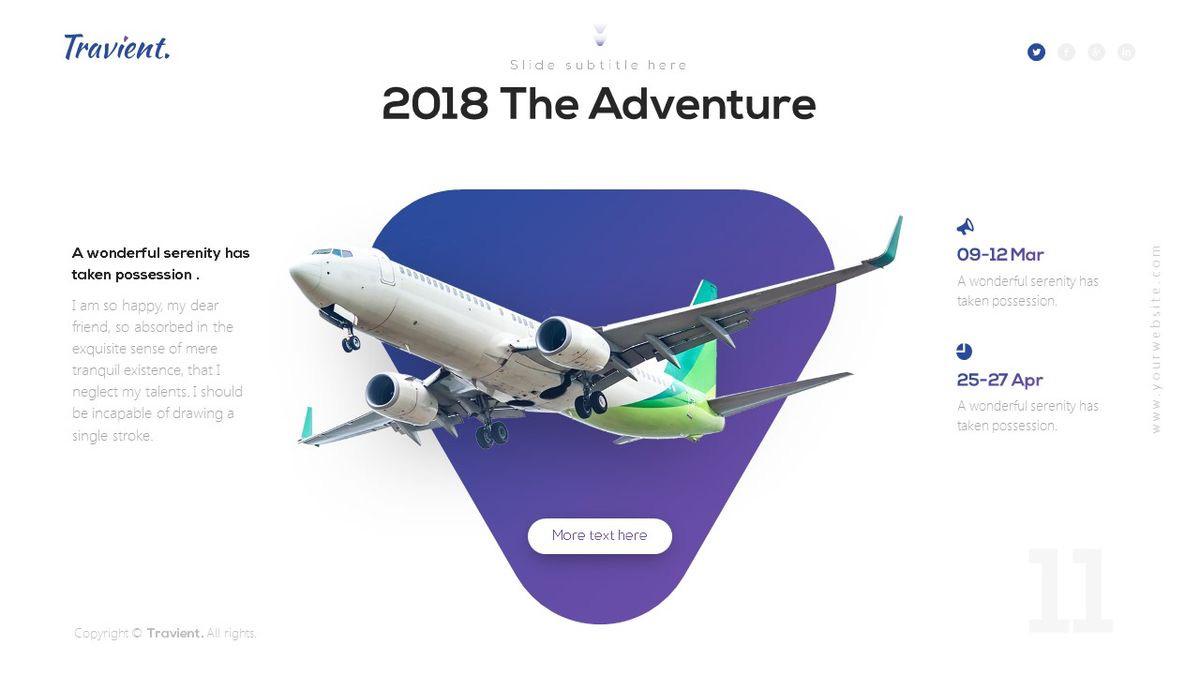 Travient.
Slide subtitle here
2018 The Adventure
A wonderful serenity has
taken possession .
I am so happy, my dear
friend, so absorbed in the
exquisite sense of mere
tranquil existence, that I
neglect my talents. I should
be incapable of drawing a
single stroke.
09-12 Mar
A wonderful serenity has
taken possession.
25-27 Apr
A wonderful serenity has
taken possession.
www.yourwebsite.com
More text here
Copyright © Travient. All rights.
11